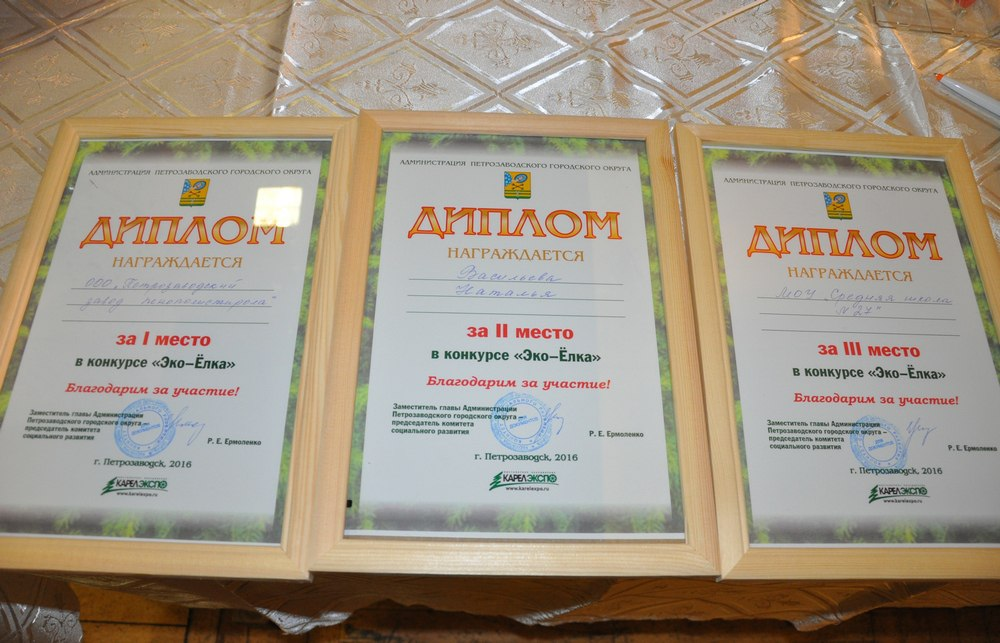 АДМИНИСТРАЦИЯ ПЕТРОЗАВОДСКОГО ГОРОДСКОГО ОКРУГА
ДИПЛОМ
НАГРАЖДАЕТСЯ
ООО „Петрозаводский
завод пенополистирола"
за I место
в конкурсе «Эко–Ёлка»
Благодарим за участие!
Заместитель главы Администрации
Петрозаводского городского округа –
председатель комитета
социального развития
Р. Е. Ермоленко
г. Петрозаводск, 2016
КАРЕЛЭКСПО
www.karelexpo.ru
АДМИНИСТРАЦИЯ ПЕТРОЗАВОДСКОГО ГОРОДСКОГО ОКРУГА
ДИПЛОМ
НАГРАЖДАЕТСЯ
Васильева
Наталья
за II место
в конкурсе «Эко–Ёлка»
Благодарим за участие!
Заместитель главы Администрации
Петрозаводского городского округа –
председатель комитета
социального развития
Р. Е. Ермоленко
г. Петрозаводск, 2016
КАРЕЛЭКСПО
www.karelexpo.ru
АДМИНИСТРАЦИЯ ПЕТРОЗАВОДСКОГО ГОРОДСКОГО ОКРУГА
ДИПЛОМ
НАГРАЖДАЕТСЯ
МОУ „Средняя школа
N°27"
за III место
в конкурсе «Эко–Ёлка»
Благодарим за участие!
Заместитель главы Администрации
Петрозаводского городского округа –
председатель комитета
социального развития
Р. Е. Ермоленко
г. Петрозаводск, 2016
КАРЕЛЭКСПО
www.karelexpo.ru